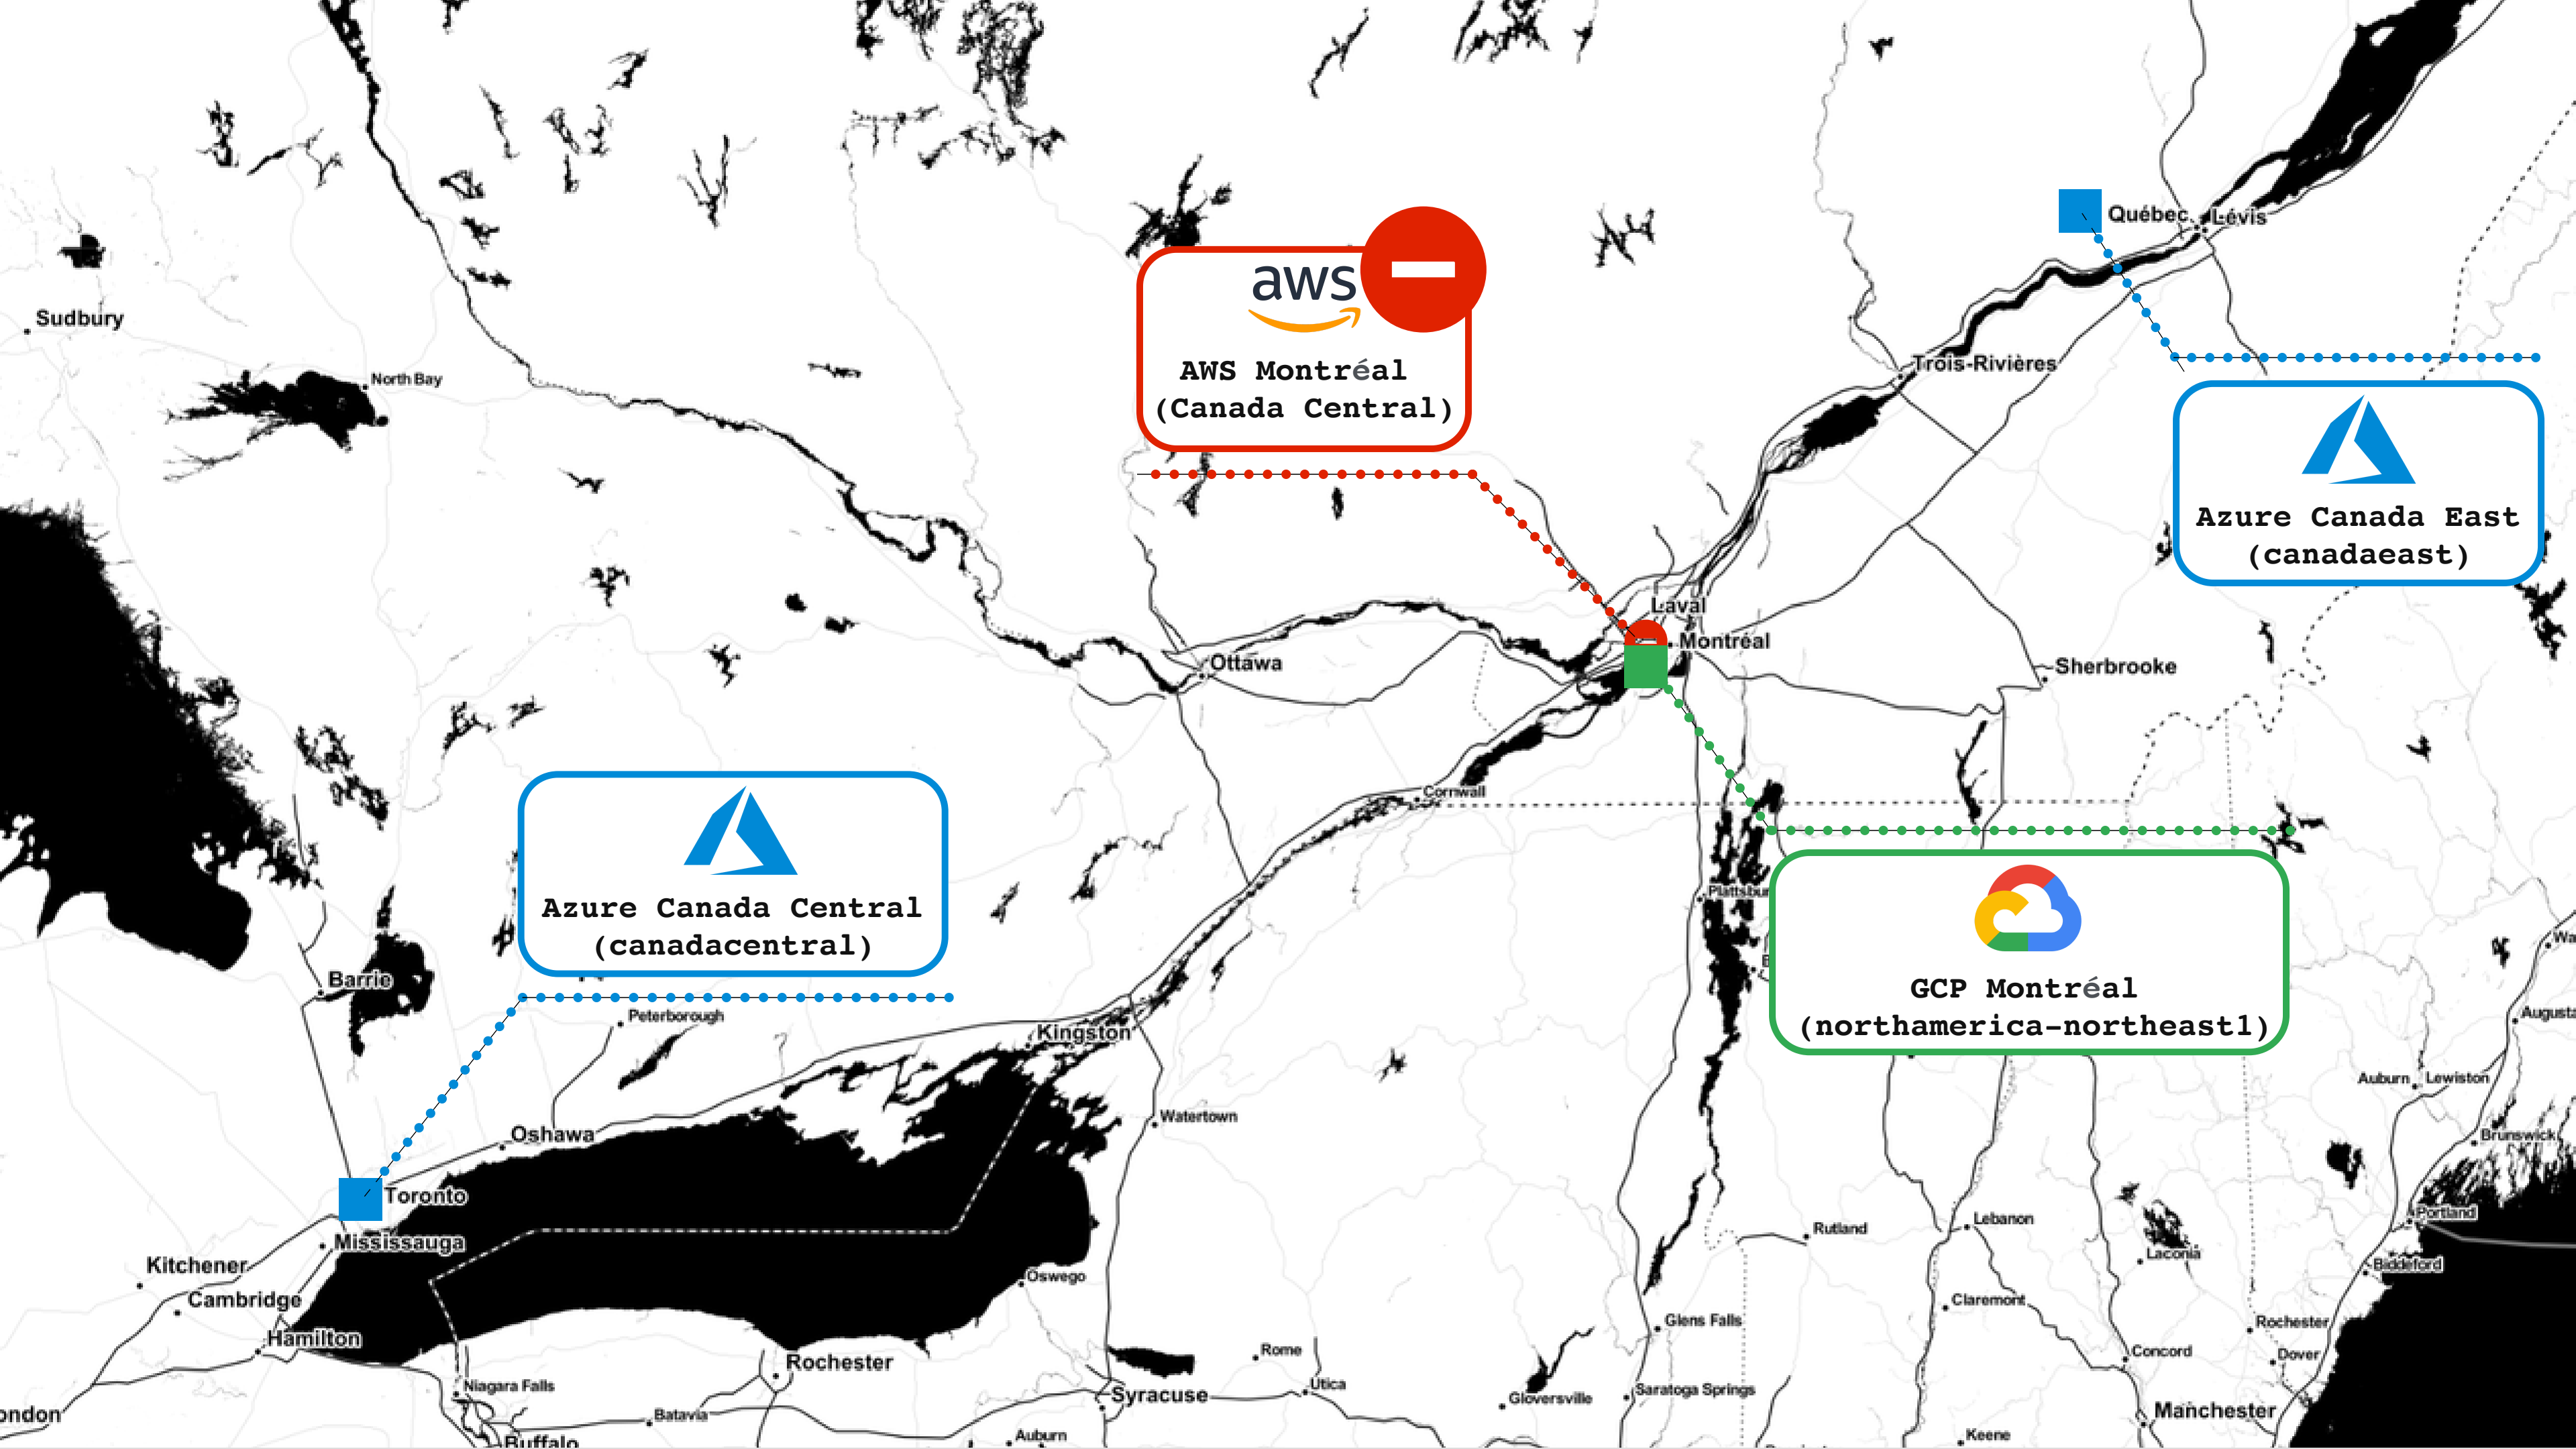 Québec
Lévis
aws
Sudbury
AWS Montréal
(Canada Central)
Trois-Rivières
North Bay
Azure Canada East
(canadaeast)
Laval
Montréal
Ottawa
Sherbrooke
Cornwall
Azure Canada Central
(canadacentral)
GCP Montréal
(northamerica-northeast1)
Barrie
Peterborough
Kingston
Augusta
Auburn
Lewiston
Watertown
Oshawa
Brunswick
Toronto
Mississauga
Portland
Rutland
Lebanon
Laconia
Biddeford
Kitchener
Cambridge
Oswego
Claremont
Hamilton
Glens Falls
Rochester
Rome
Concord
Dover
Rochester
Niagara Falls
Utica
Syracuse
Gloversville
Saratoga Springs
Batavia
Manchester
Auburn
Keene
Buffalo